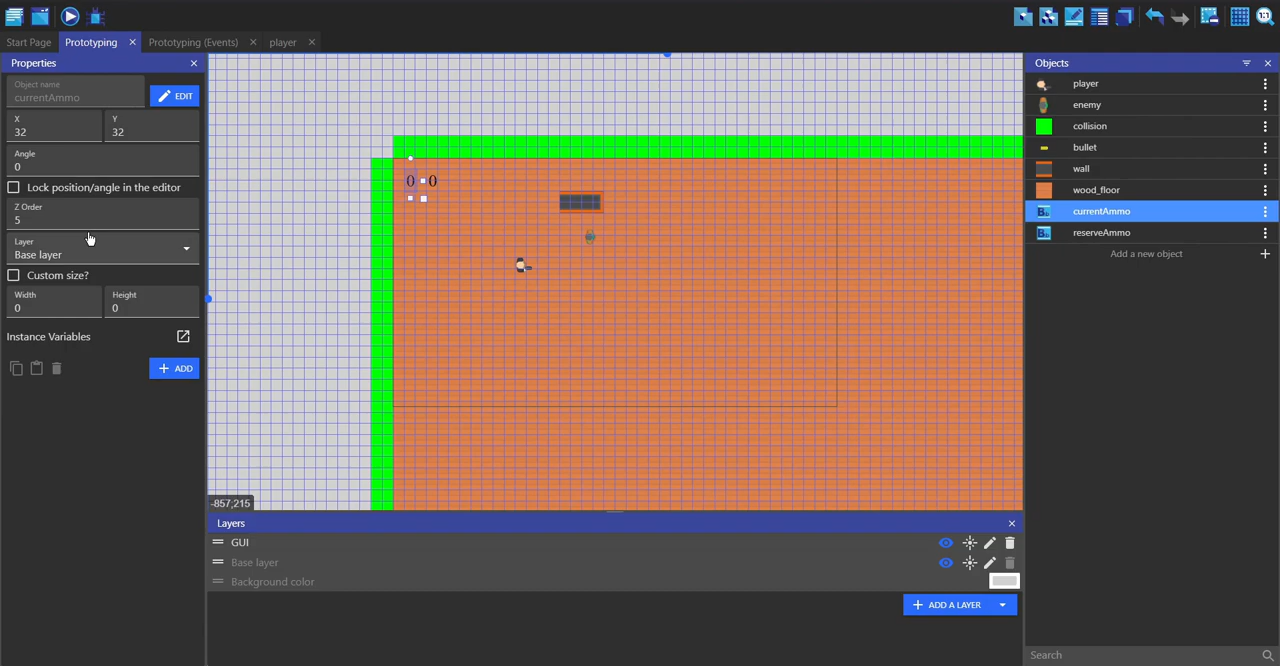 Start Page
Prototyping
Prototyping (Events)
player
Properties
Object name
currentAmmo
EDIT
X
32
Y
32
Angle
0
Lock position/angle in the editor
Z Order
5
Layer
Base layer
Custom size?
Width
0
Height
0
Instance Variables
ADD
0 0
-857;215
Layers
GUI
Base layer
Background color
ADD A LAYER
Objects
player
enemy
collision
bullet
wall
wood_floor
currentAmmo
reserveAmmo
Add a new object
Search
1:1